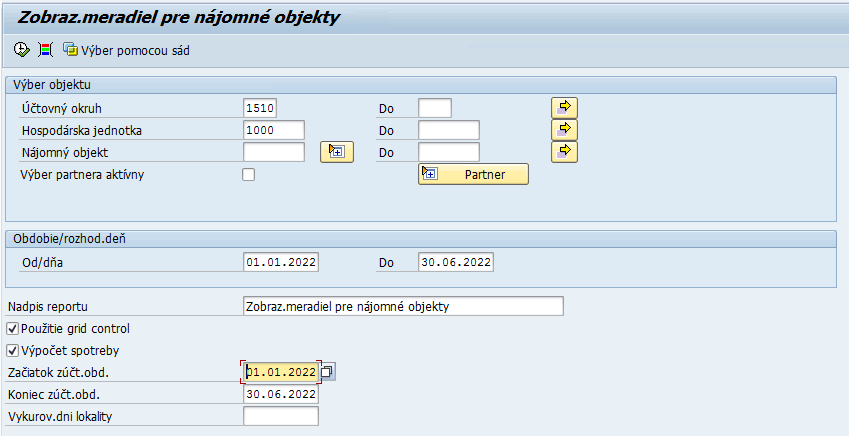 Zobraz.meradiel pre nájomné objekty
Výber pomocou sád
Výber objektu
Účtovný okruh 1510 Do
Hospodárska jednotka 1000 Do
Nájomný objekt Do
Výber partnera aktívny Partner
Obdobie/rozhod.deň
Od/dňa 01.01.2022 Do 30.06.2022
Nadpis reportu Zobraz.meradiel pre nájomné objekty
Použitie grid control
Výpočet spotreby
Začiatok zúčt.obd. 01.01.2022
Koniec zúčt.obd. 30.06.2022
Vykurov.dni lokality